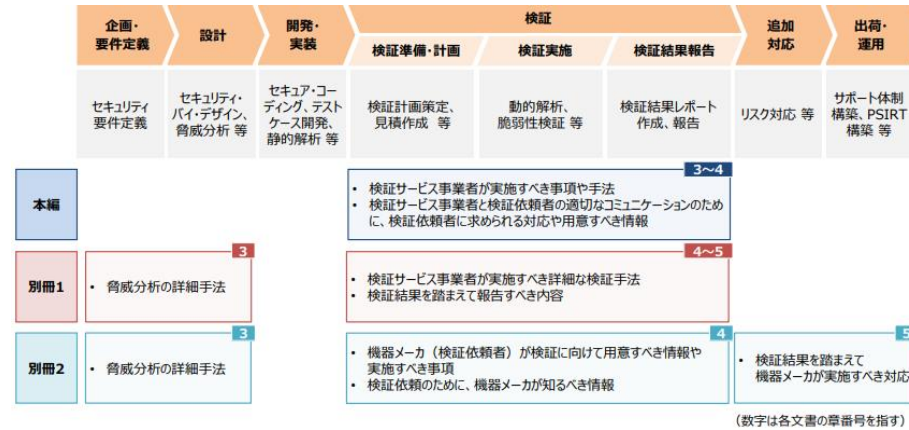 企画・
要件定義
設計
開発・
実装
検証
検証準備・計画
検証実施
検証結果報告
追加
対応
出荷・
運用
セキュリティ
要件定義
セキュリティ・
バイ・デザイン、
脅威分析 等
セキュア・コー
ディング、テスト
ケース開発、
静的解析 等
検証計画策定、
見積作成 等
動的解析、
脆弱性検証 等
検証結果レポート
作成、報告
リスク対応 等
サポート体制
構築、PSIRT
構築 等
本編
3～4
• 検証サービス事業者が実施すべき事項や手法
• 検証サービス事業者と検証依頼者の適切なコミュニケーションのため
に、検証依頼者に求められる対応や用意すべき情報
別冊1
3
• 脅威分析の詳細手法
4～5
• 検証サービス事業者が実施すべき詳細な検証手法
• 検証結果を踏まえて報告すべき内容
別冊2
3
• 脅威分析の詳細手法
4
• 機器メーカ（検証依頼者）が検証に向けて用意すべき情報や
実施すべき事項
• 検証依頼のために、機器メーカが知るべき情報
5
• 検証結果を踏まえて
機器メーカが実施すべき対応
（数字は各文書の章番号を指す）